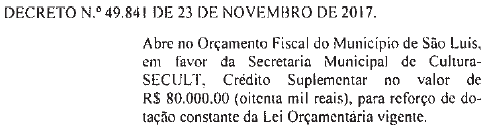 DECRETO N.º 49.841 DE 23 DE NOVEMBRO DE 2017.
Abre no Orçamento Fiscal do Município de São Luís,
em favor da Secretaria Municipal de Cultura-
SECULT, Crédito Suplementar no valor de
R$ 80.000,00 (oitenta mil reais), para reforço de do-
tação constante da Lei Orçamentária vigente.